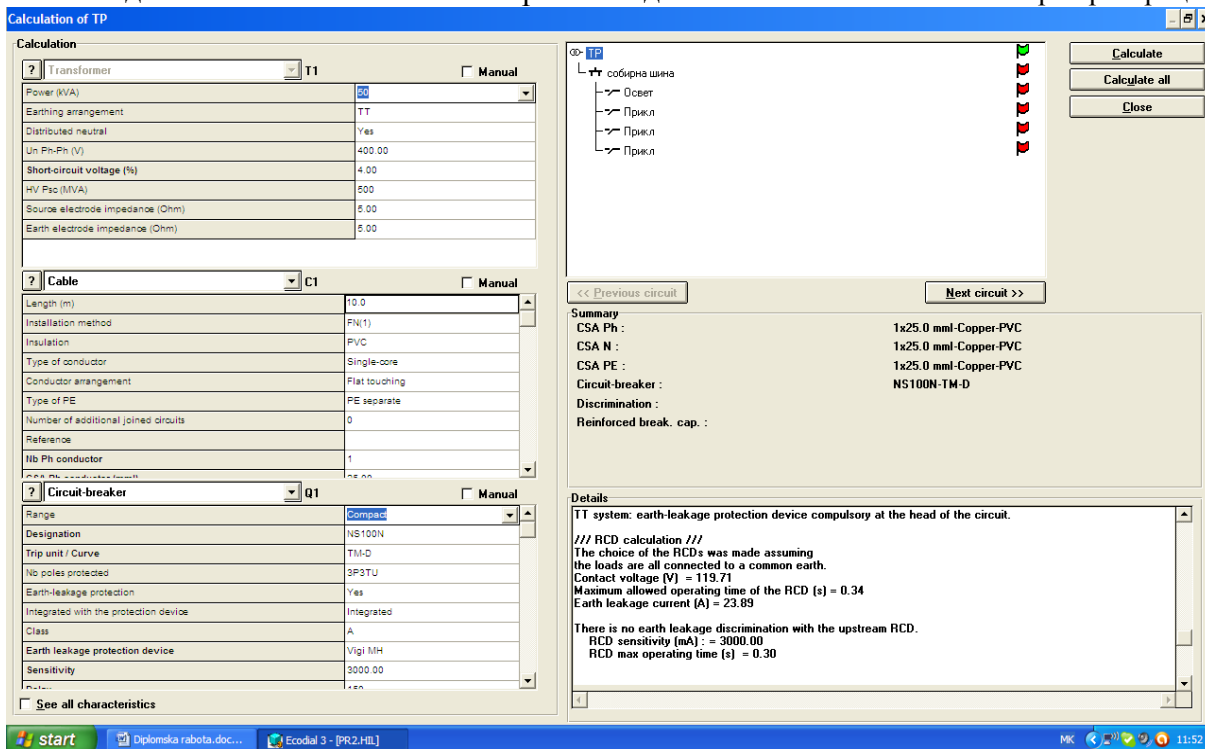 Calculation of TP
Calculation
? Transformer T1 Manual
Power (kVA) 50
Earthing arrangement TT
Distributed neutral Yes
Un Ph-Ph (V) 400.00
Short-circuit voltage (%) 4.00
HV Psc (MVA) 500
Source electrode impedance (Ohm) 5.00
Earth electrode impedance (Ohm) 5.00
? Cable C1 Manual
Length (m) 10.0
Installation method FN(1)
Insulation PVC
Type of conductor Single-core
Conductor arrangement Flat touching
Type of PE PE separate
Number of additional joined circuits 0
Reference
Nb Ph conductor 1
? Circuit-breaker Q1 Manual
Range Compact
Designation NS100N
Trip unit / Curve TM-D
Nb poles protected 3P3TU
Earth-leakage protection Yes
Integrated with the protection device Integrated
Class A
Earth leakage protection device Vigi MH
Sensitivity 3000.00
See all characteristics
TP
собирна шина
Освет
Прикл
Прикл
Прикл
Calculate
Calculate all
Close
<< Previous circuit
Next circuit >>
Summary
CSA Ph : 1x25.0 mml-Copper-PVC
CSA N : 1x25.0 mml-Copper-PVC
CSA PE : 1x25.0 mml-Copper-PVC
Circuit-breaker : NS100N-TM-D
Discrimination :
Reinforced break. cap. :
Details
TT system: earth-leakage protection device compulsory at the head of the circuit.
/// RCD calculation ///
The choice of the RCDs was made assuming
the loads are all connected to a common earth.
Contact voltage (V) = 119.71
Maximum allowed operating time of the RCD (s) = 0.34
Earth leakage current (A) = 23.89
There is no earth leakage discrimination with the upstream RCD.
RCD sensitivity (mA) : = 3000.00
RCD max operating time (s) = 0.30
start Diplomska rabota.doc... Ecodial 3 - [PR2.HIL] MK 11:52